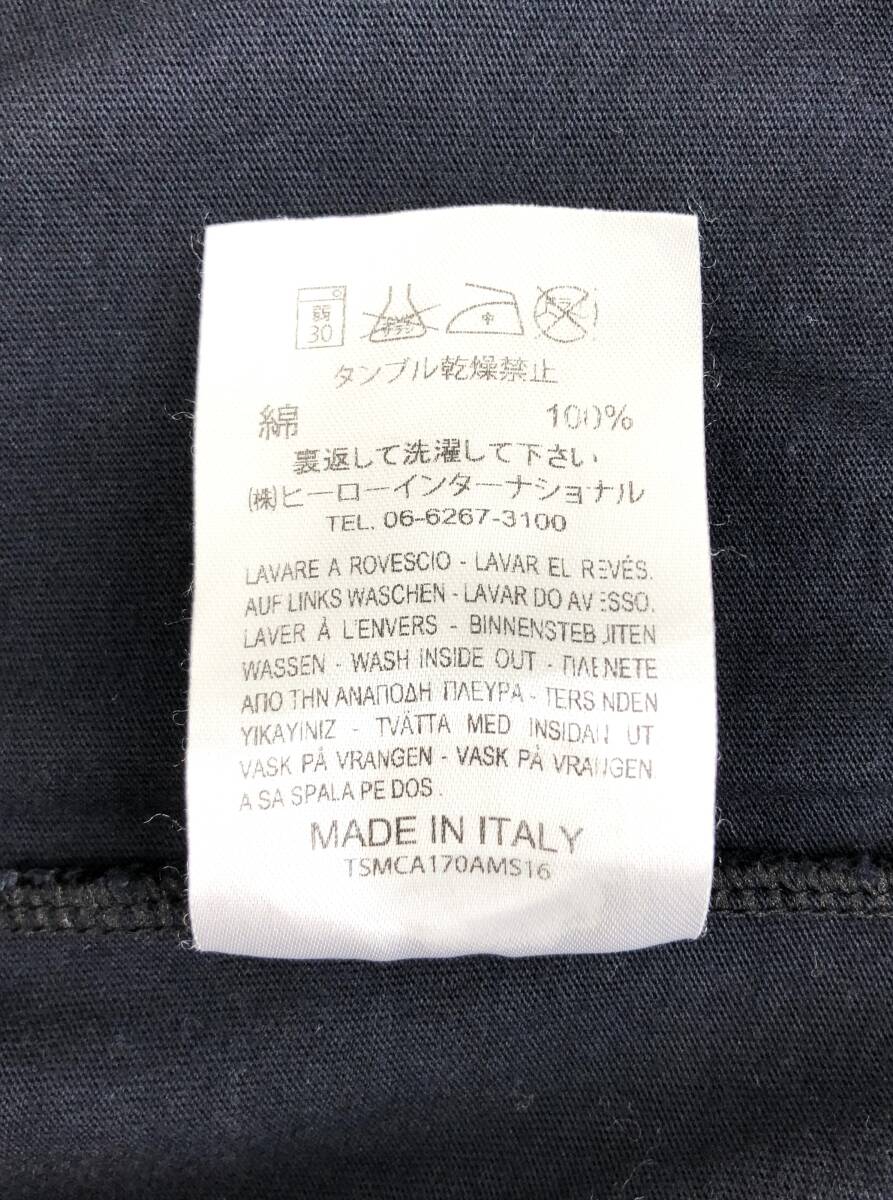 弱
30
中
タンブル乾燥禁止
綿 100%
裏返して洗濯して下さい
(株)ヒーローインターナショナル
TEL. 06-6267-3100
LAVARE A ROVESCIO - LAVAR EL REVÉS.
AUF LINKS WASCHEN - LAVAR DO AVESSO.
LAVER À L'ENVERS - BINNENSTEBUITEN
WASSEN - WASH INSIDE OUT - ΠΛΕΝΕΤΕ
ΑΠΟ ΤΗΝ ΑΝΑΠΟΔΗ ΠΛΕΥΡΑ - TERSINDEN
YIKAYINIZ - TVÄTTA MED INSIDAN UT
VASK PÅ VRANGEN - VASK PÅ VRANGEN
A SA SPALA PE DOS.
MADE IN ITALY
TSMCA170AMS16